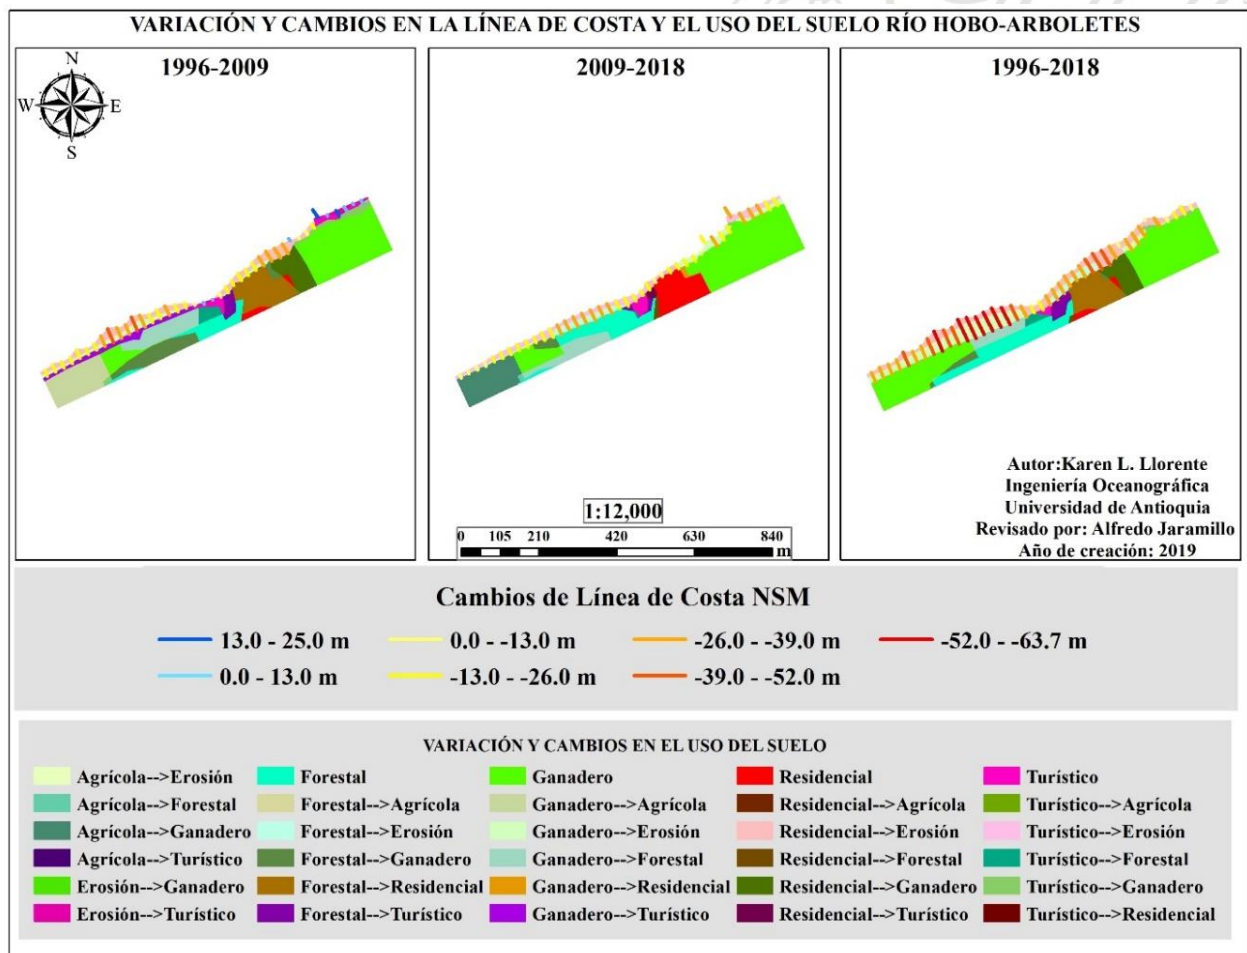 VARIACIÓN Y CAMBIOS EN LA LÍNEA DE COSTA Y EL USO DEL SUELO RÍO HOBO-ARBOLETES
1996-2009
N
W
E
S
2009-2018
1:12,000
0 105 210 420 630 840
m
1996-2018
Autor:Karen L. Llorente
Ingeniería Oceanográfica
Universidad de Antioquia
Revisado por: Alfredo Jaramillo
Año de creación: 2019
Cambios de Línea de Costa NSM
13.0 - 25.0 m
0.0 - -13.0 m
-26.0 - -39.0 m
-52.0 - -63.7 m
0.0 - 13.0 m
-13.0 - -26.0 m
-39.0 - -52.0 m
VARIACIÓN Y CAMBIOS EN EL USO DEL SUELO
Agrícola-->Erosión
Agrícola-->Forestal
Agrícola-->Ganadero
Agrícola-->Turístico
Erosión-->Ganadero
Erosión-->Turístico
Forestal
Forestal-->Agrícola
Forestal-->Erosión
Forestal-->Ganadero
Forestal-->Residencial
Forestal-->Turístico
Ganadero
Ganadero-->Agrícola
Ganadero-->Erosión
Ganadero-->Forestal
Ganadero-->Residencial
Ganadero-->Turístico
Residencial
Residencial-->Agrícola
Residencial-->Erosión
Residencial-->Forestal
Residencial-->Ganadero
Residencial-->Turístico
Turístico
Turístico-->Agrícola
Turístico-->Erosión
Turístico-->Forestal
Turístico-->Ganadero
Turístico-->Residencial